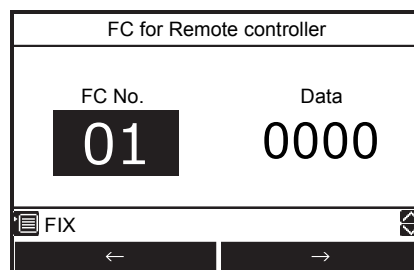 FC for Remote controller
FC No. Data
01 0000
FIX
← →